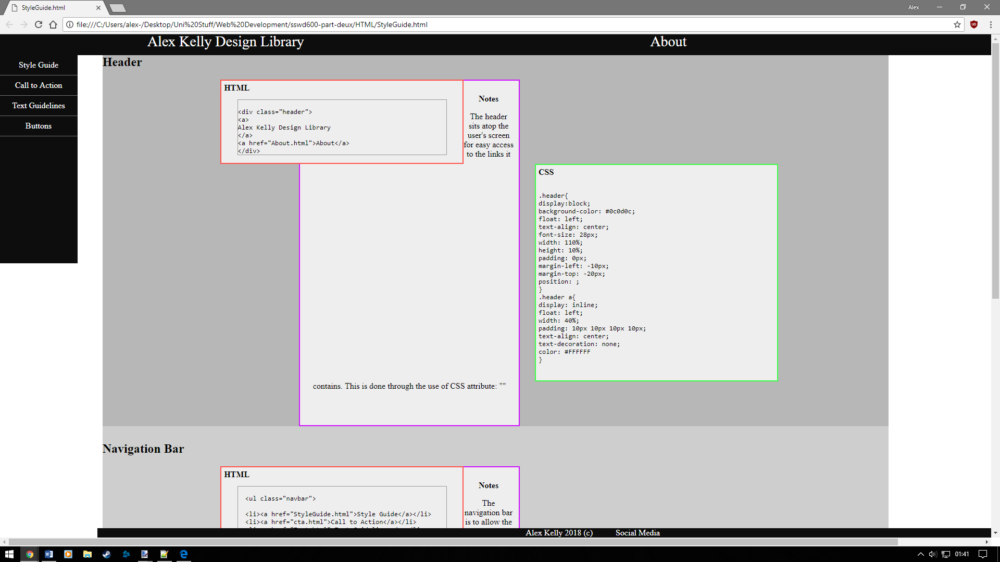 StyleGuide.html
Alex
file:///C:/Users/alex-/Desktop/Uni%20Stuff/Web%20Development/sswd600-part-deux/HTML/StyleGuide.html
Alex Kelly Design Library
About
Style Guide
Call to Action
Text Guidelines
Buttons
Header
HTML
<div class="header">
<a>
Alex Kelly Design Library
</a>
<a href="About.html">About</a>
</div>
Notes
The header
sits atop the
user's screen
for easy access
to the links it
contains. This is done through the use of CSS attribute: ""
CSS
.header{
display:block;
background-color: #0c0d0c;
float: left;
text-align: center;
font-size: 28px;
width: 110%;
height: 10%;
padding: 0px;
margin-left: -10px;
margin-top: -20px;
position: ;
}
.header a{
display: inline;
float: left;
width: 40%;
padding: 10px 10px 10px 10px;
text-align: center;
text-decoration: none;
color: #FFFFFF
}
Navigation Bar
HTML
<ul class="navbar">
<li><a href="StyleGuide.html">Style Guide</a></li>
<li><a href="cta.html">Call to Action</a></li>
Notes
The
navigation bar
is to allow the
Alex Kelly 2018 (c)
Social Media
01:41